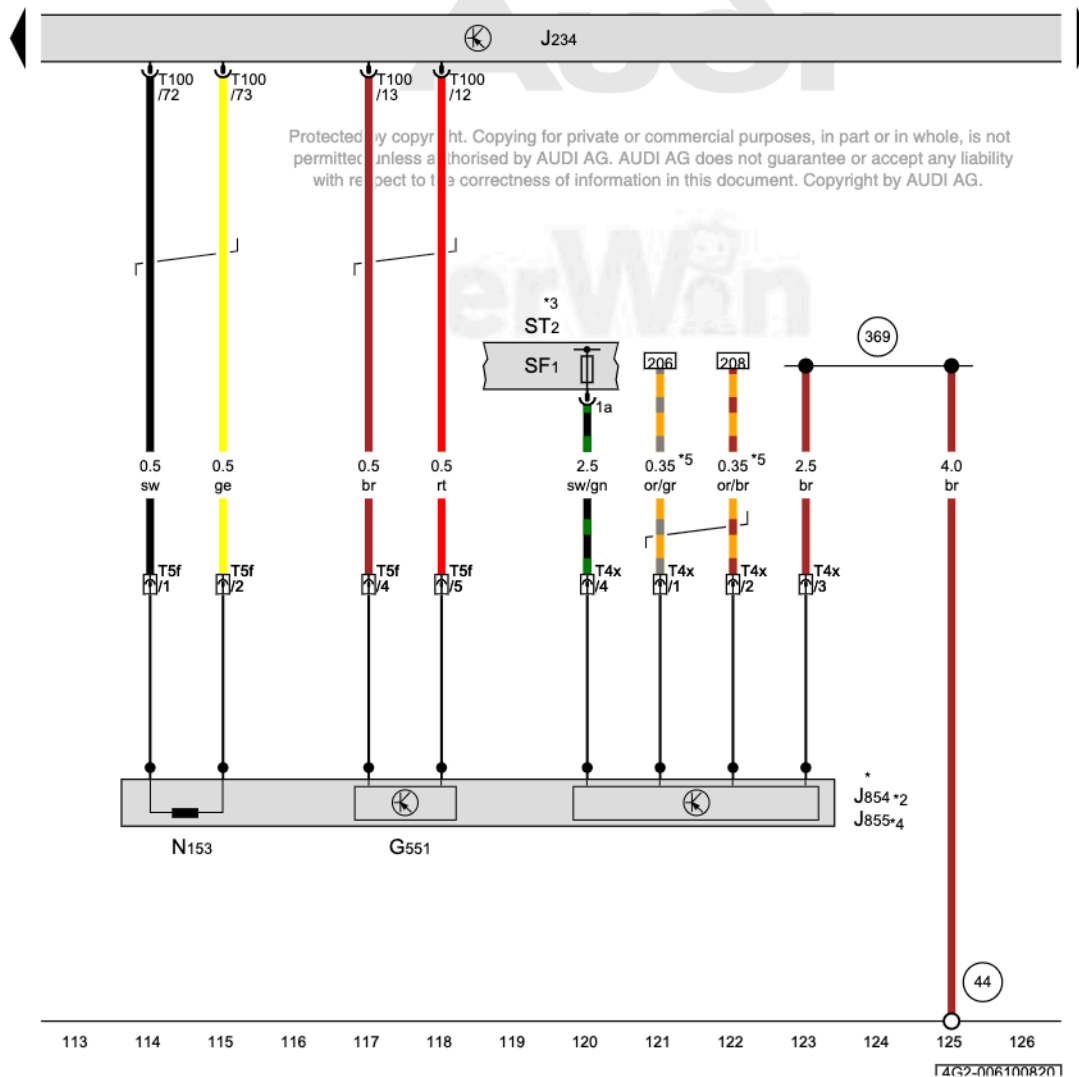 AUDI
J234
T100 T100 T100 T100
/72 /73 /13 /12
Protected by copyright. Copying for private or commercial purposes, in part or in whole, is not
permitted unless authorised by AUDI AG. AUDI AG does not guarantee or accept any liability
with respect to the correctness of information in this document. Copyright by AUDI AG.
erWin
*3
ST2
369
SF1
206 208
1a
0.5 0.5 0.5 0.5 2.5 0.35 *5 0.35 *5 2.5 4.0
sw ge br rt sw/gn or/gr or/br br br
T5f T5f T5f T5f T4x T4x T4x T4x
/1 /2 /4 /5 /4 /1 /2 /3
*
J854 *2
J855 *4
N153 G551
44
113 114 115 116 117 118 119 120 121 122 123 124 125 126
4G2-006100820